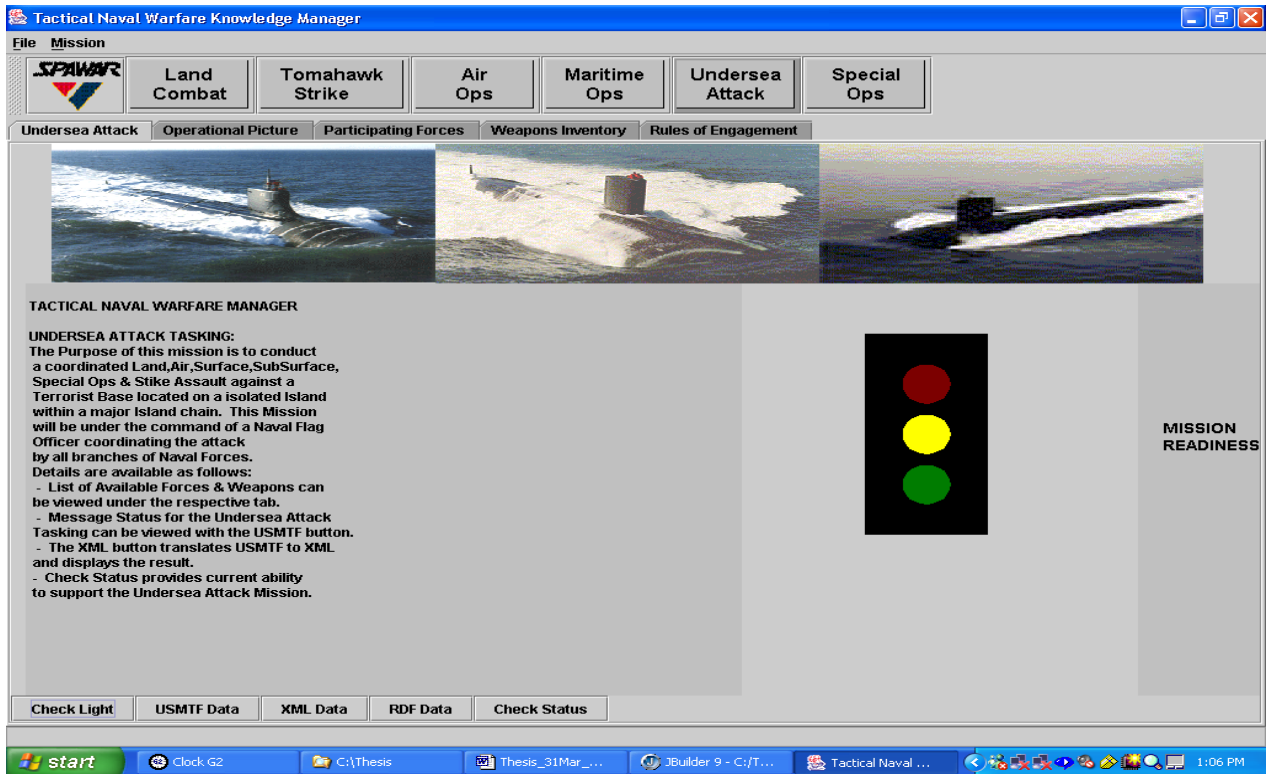 Tactical Naval Warfare Knowledge Manager
File Mission
SPAWAR
Land
Combat
Tomahawk
Strike
Air
Ops
Maritime
Ops
Undersea
Attack
Special
Ops
Undersea Attack Operational Picture Participating Forces Weapons Inventory Rules of Engagement
TACTICAL NAVAL WARFARE MANAGER
UNDERSEA ATTACK TASKING:
The Purpose of this mission is to conduct
a coordinated Land,Air,Surface,SubSurface,
Special Ops & Stike Assault against a
Terrorist Base located on a isolated Island
within a major Island chain. This Mission
will be under the command of a Naval Flag
Officer coordinating the attack
by all branches of Naval Forces.
Details are available as follows:
- List of Available Forces & Weapons can
be viewed under the respective tab.
- Message Status for the Undersea Attack
Tasking can be viewed with the USMTF button.
- The XML button translates USMTF to XML
and displays the result.
- Check Status provides current ability
to support the Undersea Attack Mission.
MISSION
READINESS
Check Light USMTF Data XML Data RDF Data Check Status
start Clock G2 C:\Thesis Thesis_31Mar_... JBuilder 9 - C:/T... Tactical Naval ... 1:06 PM